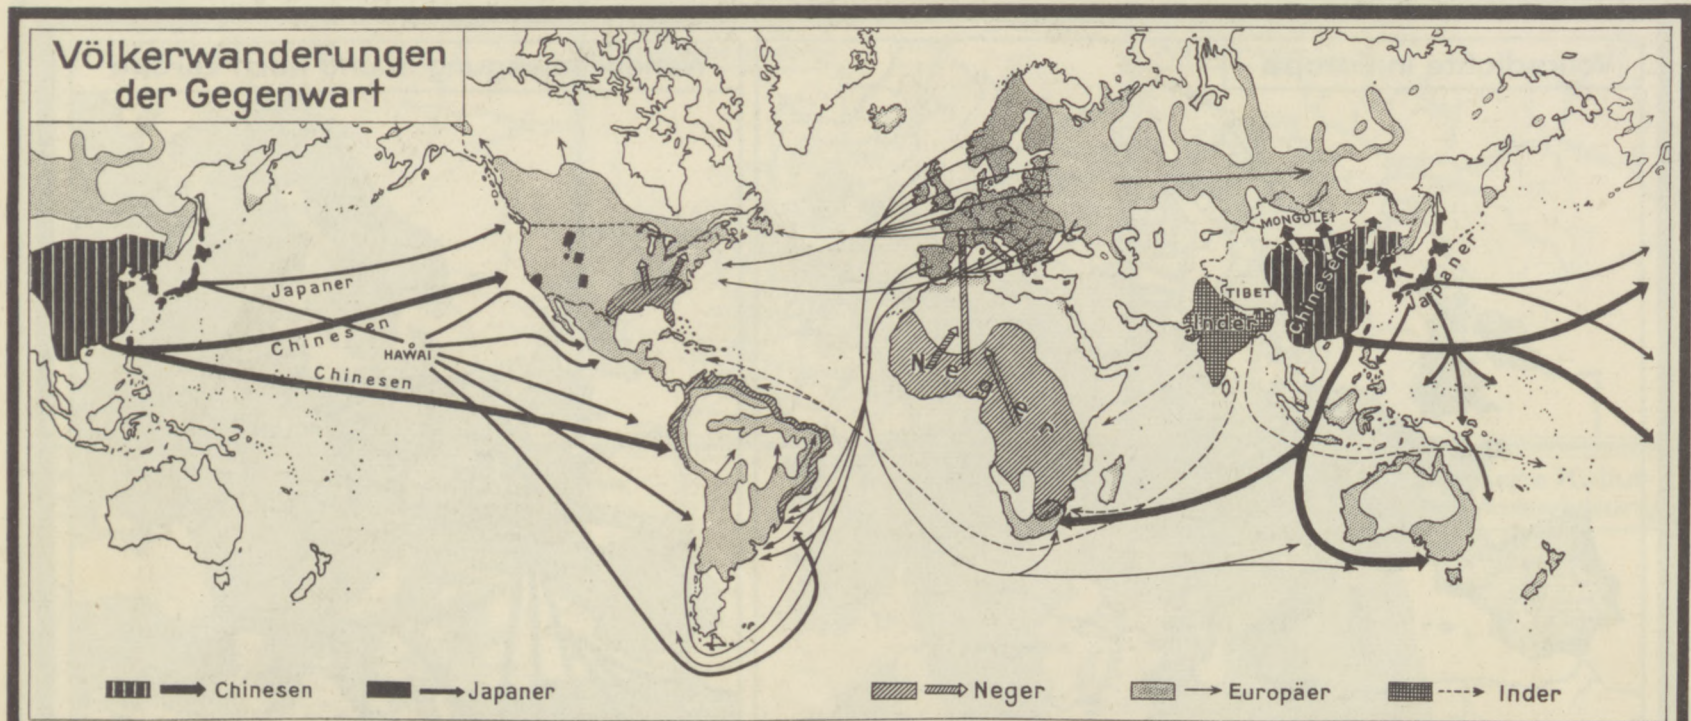 Völkerwanderungen
der Gegenwart
MONGOLEI
Japaner
Chinesen
HAWAI
Chinesen
TIBET
Inder
Chinesen
Japaner
Neger
Chinesen
Japaner
Neger
Europäer
Inder